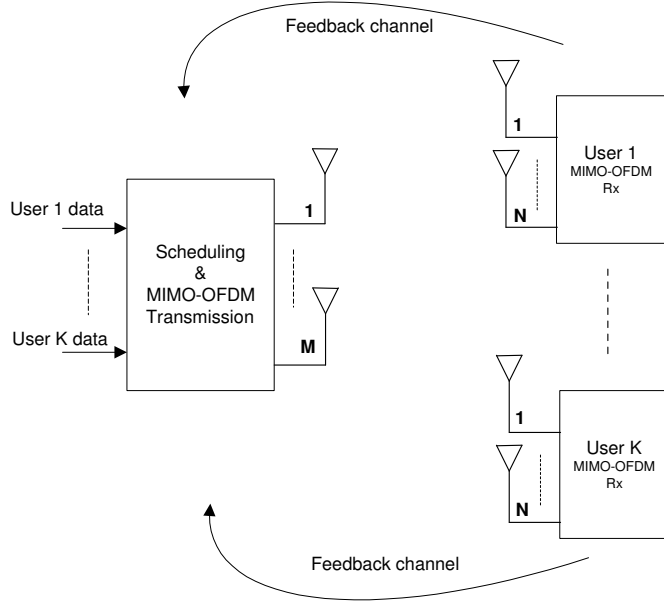 Feedback channel
1
User 1
MIMO-OFDM
Rx
N
User 1 data
1
Scheduling
&
MIMO-OFDM
Transmission
User K data
M
1
User K
MIMO-OFDM
Rx
N
Feedback channel